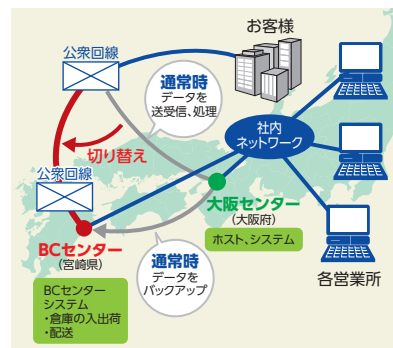 お客様
公衆回線
通常時
データを
送受信、処理
社内
ネットワーク
切り替え
公衆回線
大阪センター
(大阪府)
ホスト、システム
BCセンター
(宮崎県)
通常時
データを
バックアップ
各営業所
BCセンター
システム
・倉庫の入出荷
・配送